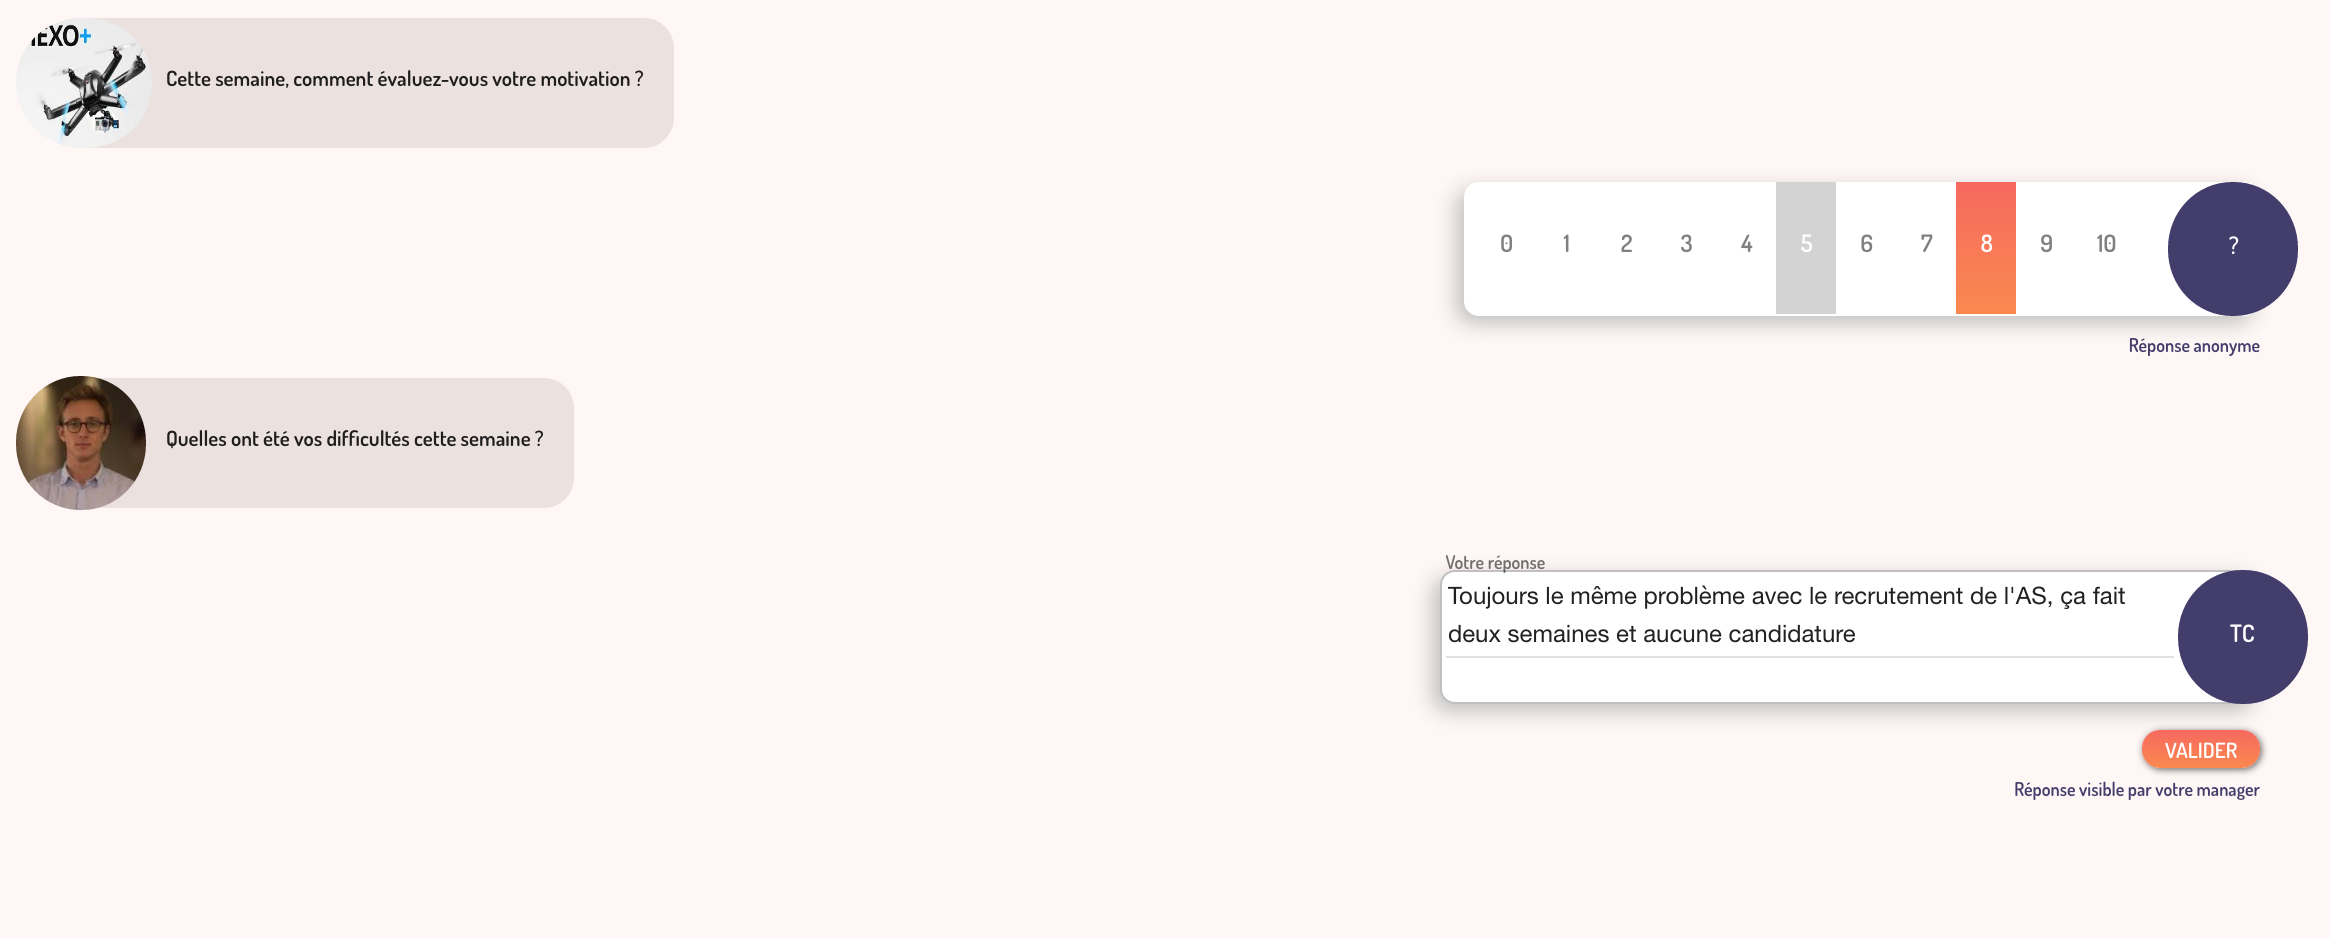 EXO+
Cette semaine, comment évaluez-vous votre motivation ?
0 1 2 3 4 5 6 7 8 9 10 ?
Réponse anonyme
Quelles ont été vos difficultés cette semaine ?
Votre réponse
Toujours le même problème avec le recrutement de l'AS, ça fait
deux semaines et aucune candidature
TC
VALIDER
Réponse visible par votre manager